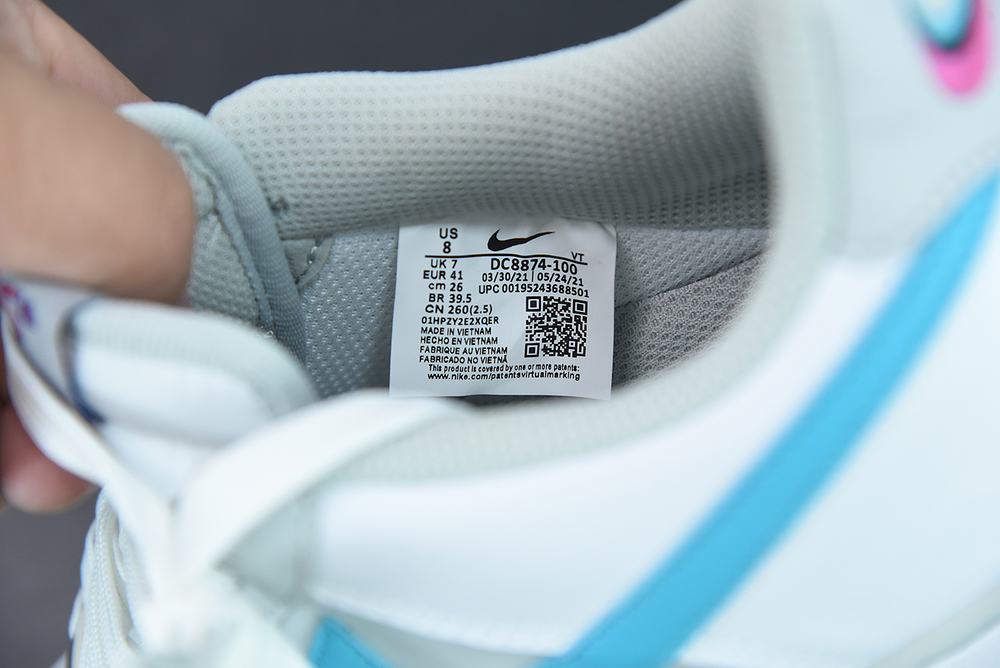 US
8
VT
UK 7
DC8874-100
EUR 41
03/30/21 05/24/21
cm 26
UPC 00195243688501
BR 39.5
CN 260(2.5)
01HPZY2E2XQER
MADE IN VIETNAM
HECHO EN VIETNAM
FABRIQUE AU VIETNAM
FABRICADO NO VIETNÃ
This product is covered by one or more patents:
www.nike.com/patentsvirtualmarking